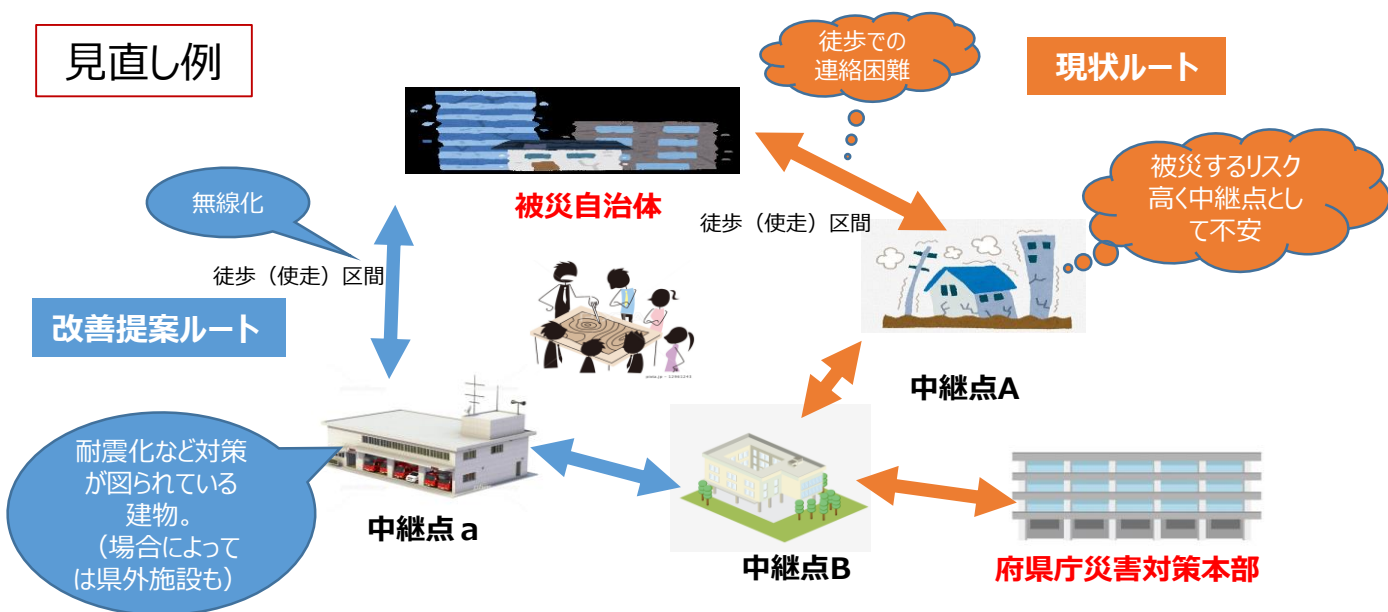 見直し例
徒歩での
連絡困難
現状ルート
被災するリスク
高く中継点とし
て不安
無線化
被災自治体
徒歩（使走）区間
徒歩（使走）区間
改善提案ルート
中継点A
耐震化など対策
が図られている
建物。
（場合によって
は県外施設も）
中継点ａ
中継点B
府県庁災害対策本部